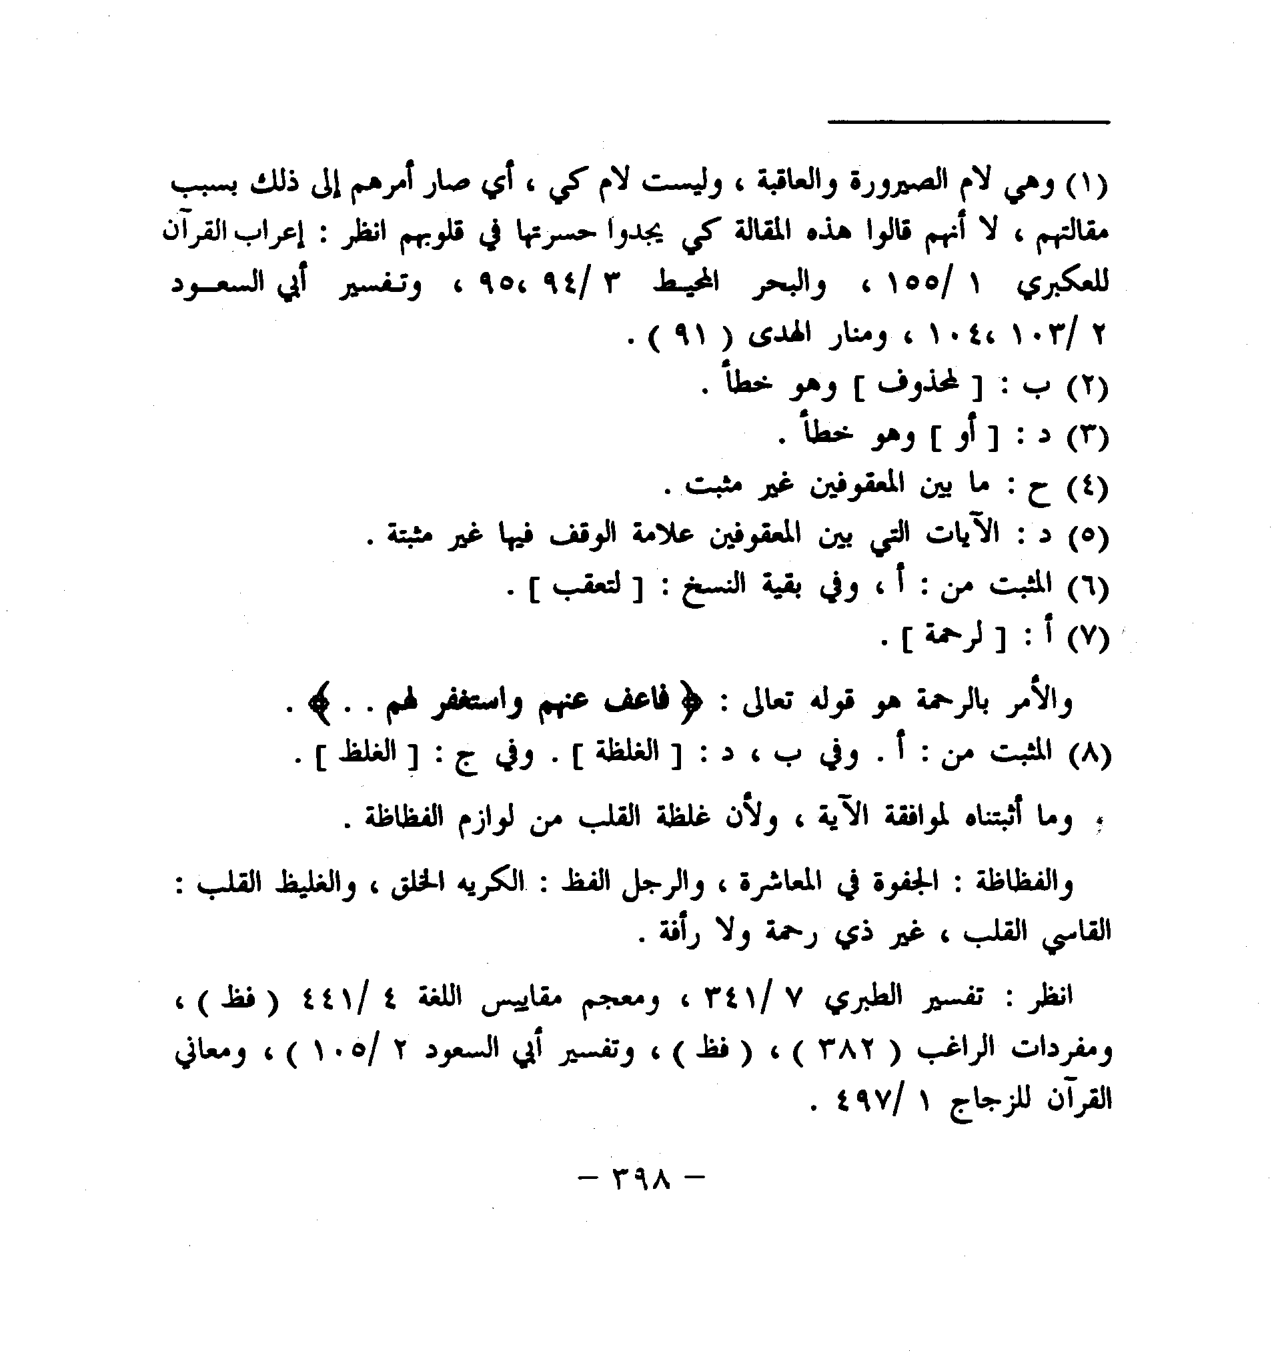 (١) وهي لام الصيرورة والعاقبة ، وليست لام كي ، أي صار أمرهم إلى ذلك بسبب
مقالتهم ، لا أنهم قالوا هذه المقالة كي يجدوا حسرتها في قلوبهم انظر : إعراب القرآن
للعكبري ١ /١٥٥ ، والبحر المحيـط ٣ /٩٤ ،٩٥ ، وتـفسير أبي السعـود
٢ /١٠٣ ،١٠٤ ، ومنار الهدى ( ٩١ ) .
(٢) ب : [ لمحذوف ] وهو خطأ .
(٣) د : [ أو ] وهو خطأ .
(٤) ح : ما بين المعقوفين غير مثبت .
(٥) د : الآيات التي بين المعقوفين علامة الوقف فيها غير مثبتة .
(٦) المثبت من : أ ، وفي بقية النسخ : [ لتعقب ] .
(٧) أ : [ لرحمة ] .
والأمر بالرحمة هو قوله تعالى : ﴿ فاعف عنهم واستغفر لهم . . ﴾ .
(٨) المثبت من : أ . وفي ب ، د : [ الغلظة ] . وفي ج : [ الغلظ ] .
وما أثبتناه لموافقة الآية ، ولأن غلظة القلب من لوازم الفظاظة .
والفظاظة : الجفوة في المعاشرة ، والرجل الفظ : الكريه الخلق ، والغليظ القلب :
القاسي القلب ، غير ذي رحمة ولا رأفة .
انظر : تفسير الطبري ٧ /٣٤١ ، ومعجم مقاييس اللغة ٤ /٤٤١ ( فظ ) ،
ومفردات الراغب ( ٣٨٢ ) ، ( فظ ) ، وتفسير أبي السعود ٢ /١٠٥ ) ، ومعاني
القرآن للزجاج ١ /٤٩٧ .
– ٣٩٨ –